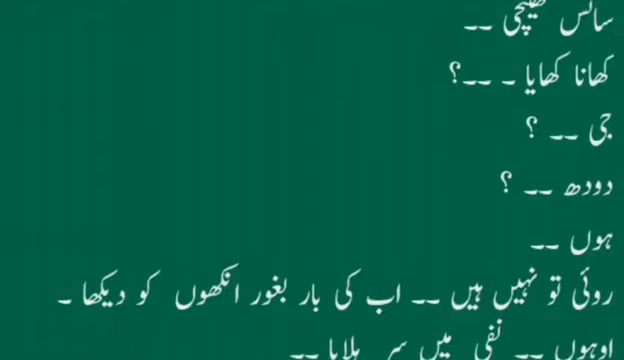 سانس کھینچی ۔۔
کھانا کھایا ۔ ۔۔؟
جی ۔۔ ؟
دودھ ۔۔ ؟
ہوں ۔۔
روئی تو نہیں ہیں ۔۔ اب کی بار بغور انکھوں کو دیکھا ۔
اوہوں ۔۔ نفی میں سر ہلایا ۔۔